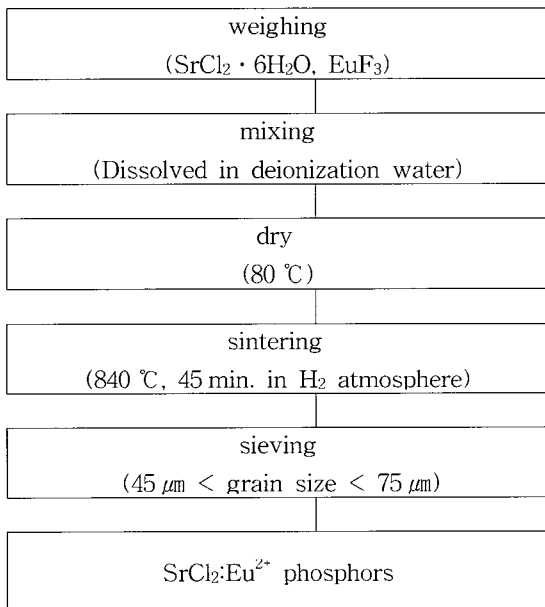 weighing
(SrCl₂ · 6H₂O, EuF₃)
mixing
(Dissolved in deionization water)
dry
(80 ℃)
sintering
(840 ℃, 45 min. in H₂ atmosphere)
sieving
(45 ㎛ < grain size < 75 ㎛)
SrCl₂:Eu²⁺ phosphors